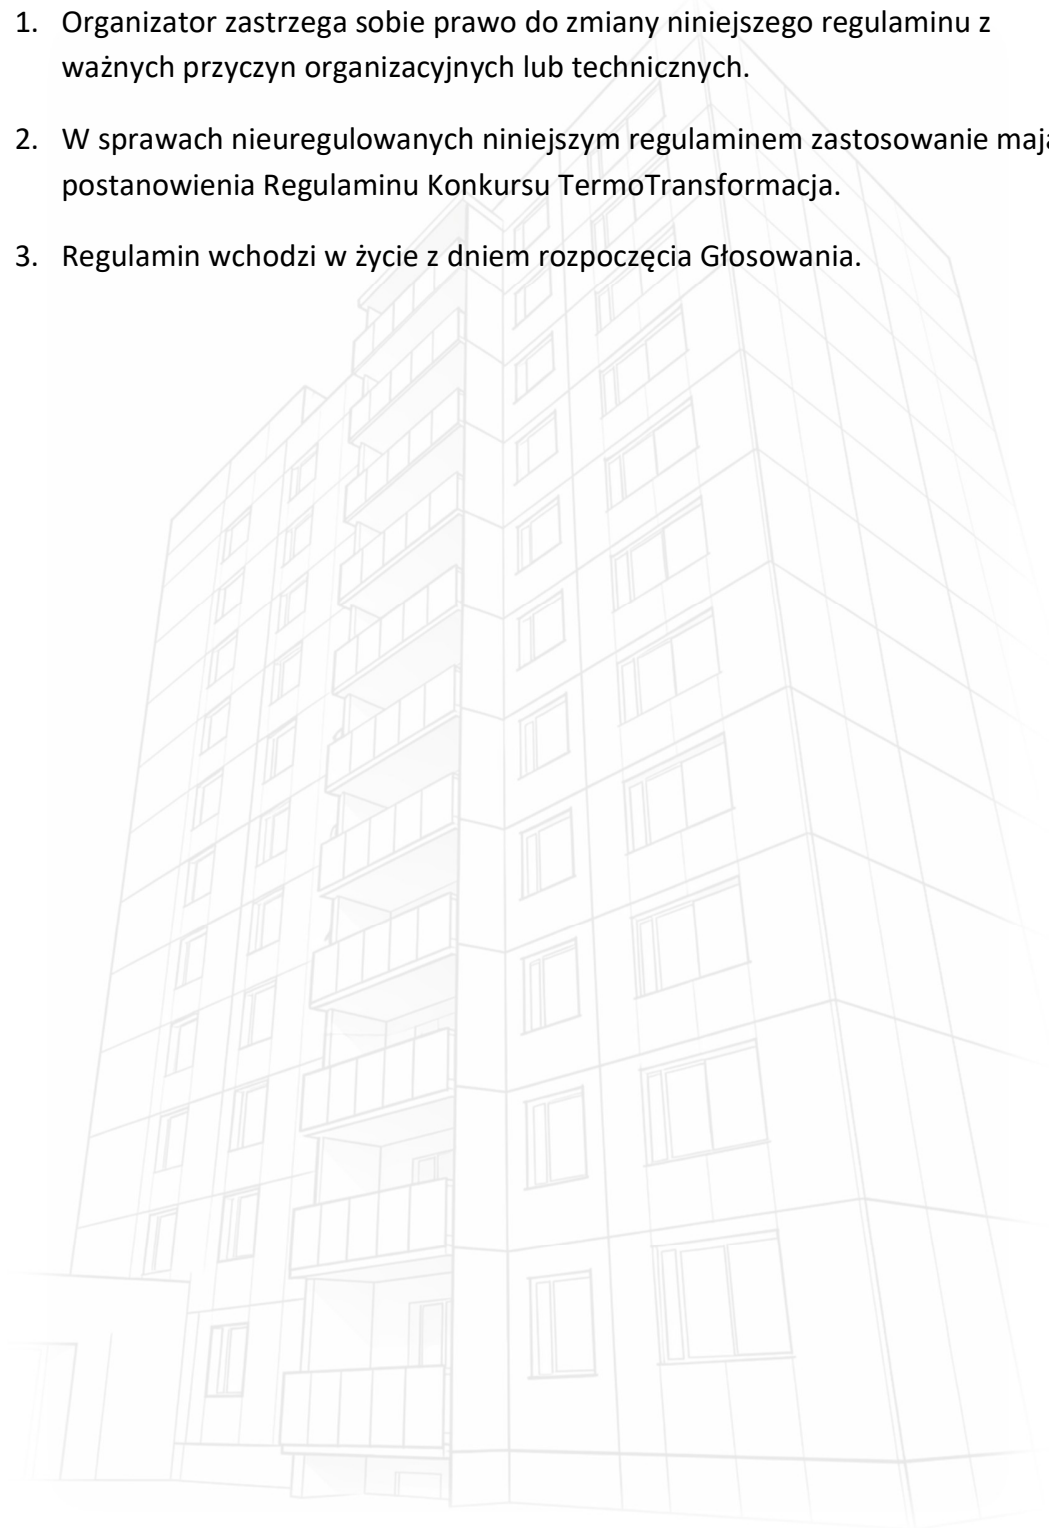 1. Organizator zastrzega sobie prawo do zmiany niniejszego regulaminu z
ważnych przyczyn organizacyjnych lub technicznych.
2. W sprawach nieuregulowanych niniejszym regulaminem zastosowanie mają
postanowienia Regulaminu Konkursu TermoTransformacja.
3. Regulamin wchodzi w życie z dniem rozpoczęcia Głosowania.